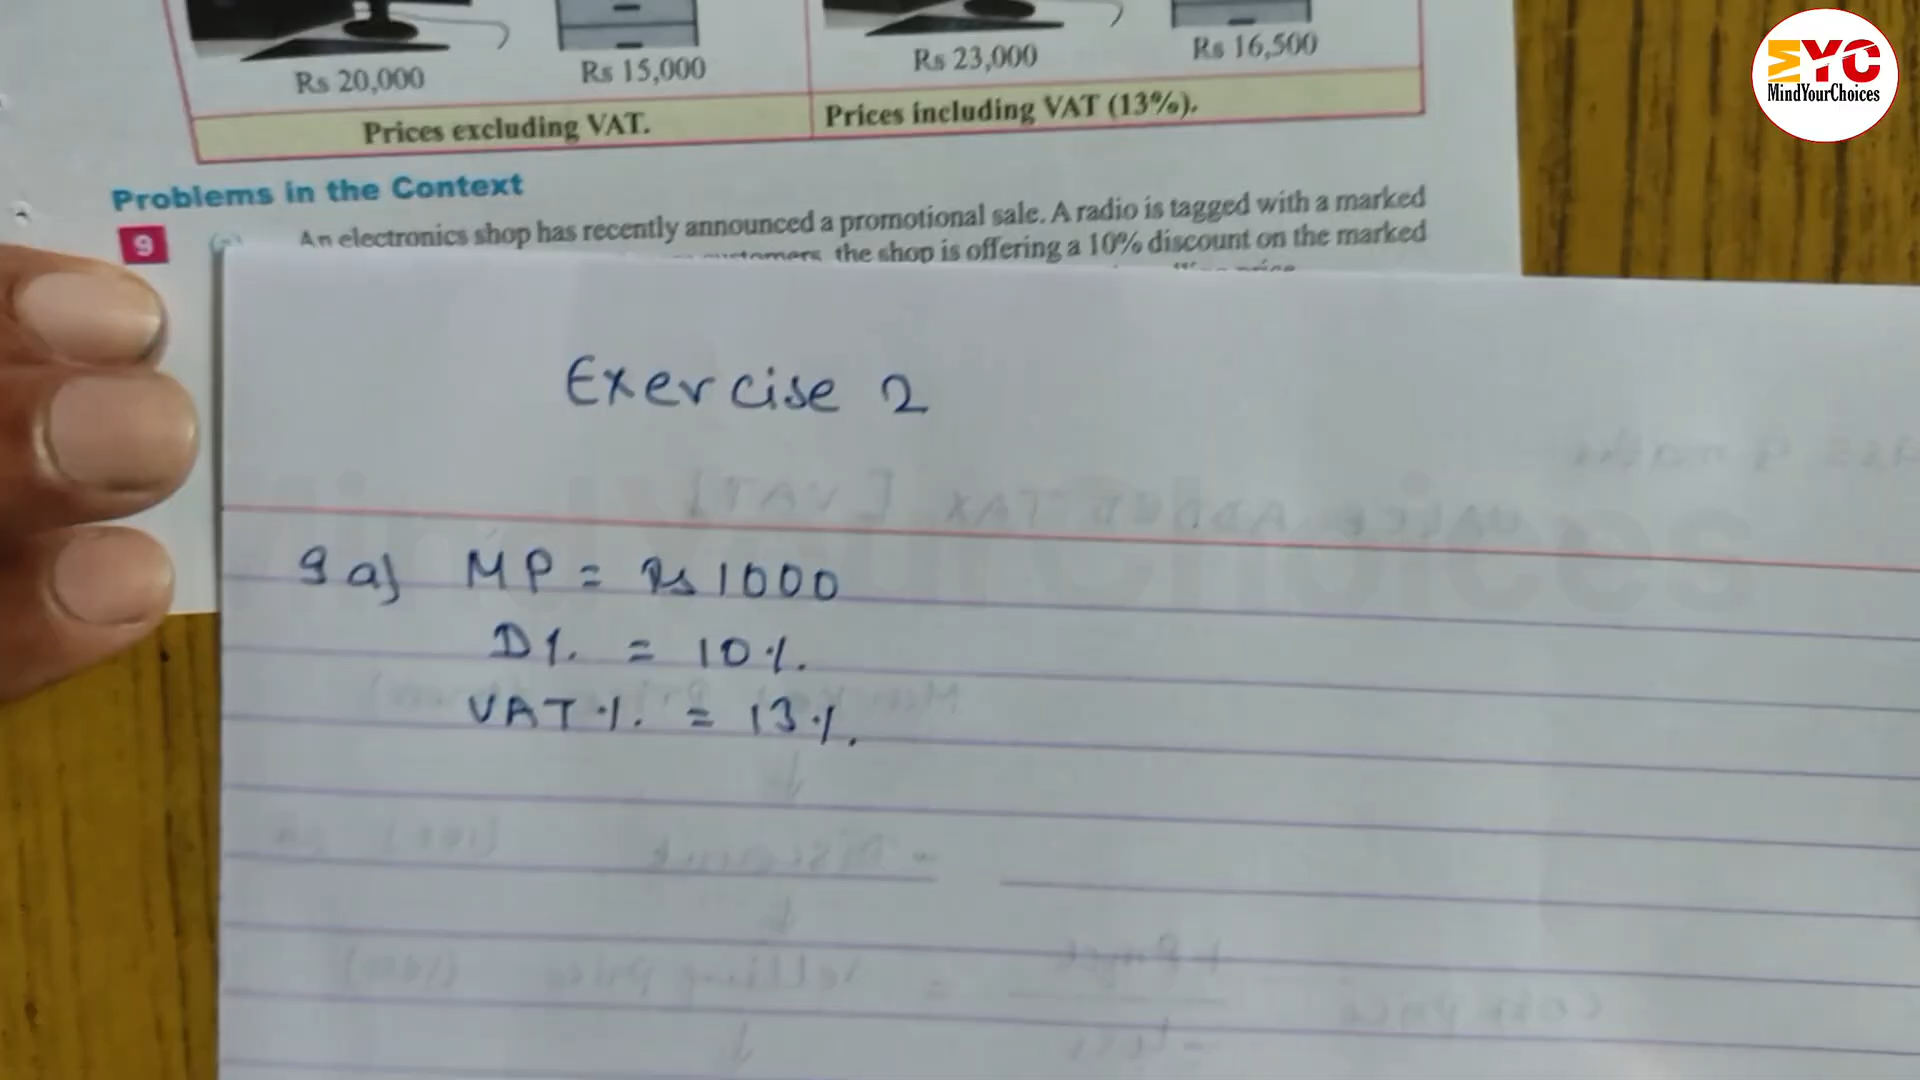 MYC
MindYourChoices
Rs 20,000
Rs 15,000
Rs 23,000
Rs 16,500
Prices excluding VAT.
Prices including VAT (13%).
Problems in the Context
9
An electronics shop has recently announced a promotional sale. A radio is tagged with a marked
customers, the shop is offering a 10% discount on the marked
price
Exercise 2
9 a) MP = Rs 1000
D% = 10%.
VAT % = 13%.